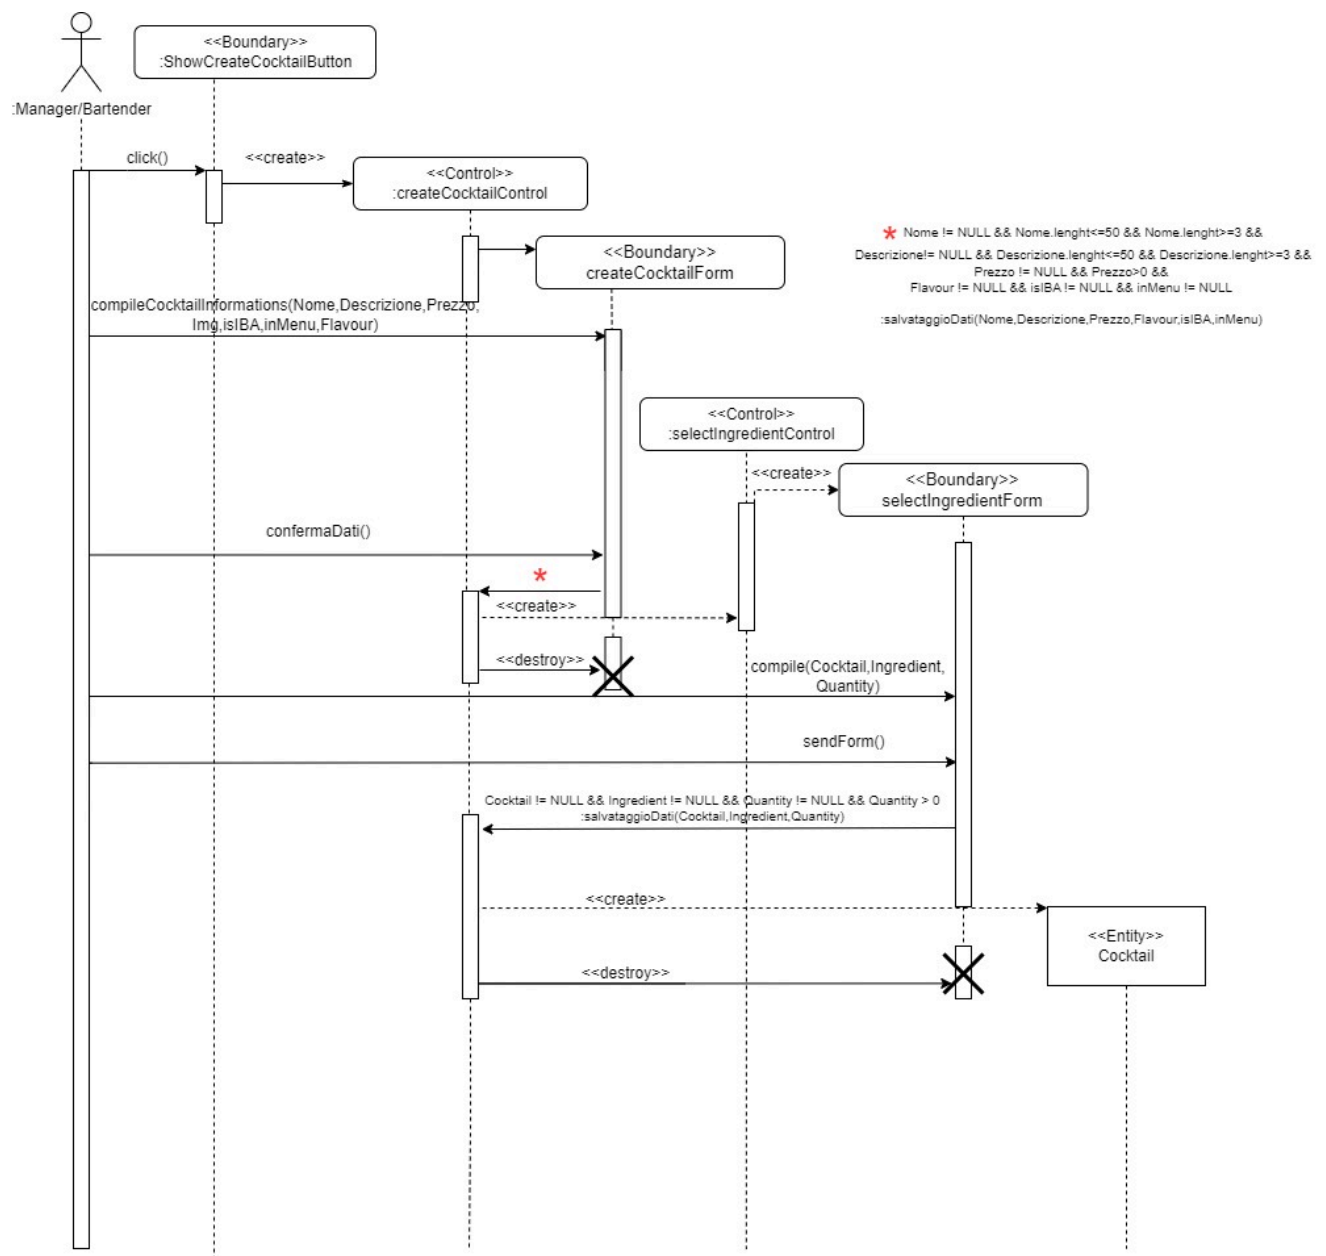 <<Boundary>>
:ShowCreateCocktailButton
:Manager/Bartender
click()
<<create>>
<<Control>>
:createCocktailControl
* Nome != NULL && Nome.lenght<=50 && Nome.lenght>=3 &&
Descrizione!= NULL && Descrizione.lenght<=50 && Descrizione.lenght>=3 &&
Prezzo != NULL && Prezzo>0 &&
Flavour != NULL && isIBA != NULL && inMenu != NULL
:salvataggioDati(Nome,Descrizione,Prezzo,Flavour,isIBA,inMenu)
<<Boundary>>
createCocktailForm
compileCocktailInformations(Nome,Descrizione,Prezzo,
Img,isIBA,inMenu,Flavour)
<<Control>>
:selectIngredientControl
<<create>>
<<Boundary>>
selectIngredientForm
confermaDati()
*
<<create>>
<<destroy>>
compile(Cocktail,Ingredient,
Quantity)
sendForm()
Cocktail != NULL && Ingredient != NULL && Quantity != NULL && Quantity > 0
:salvataggioDati(Cocktail,Ingredient,Quantity)
<<create>>
<<Entity>>
Cocktail
<<destroy>>